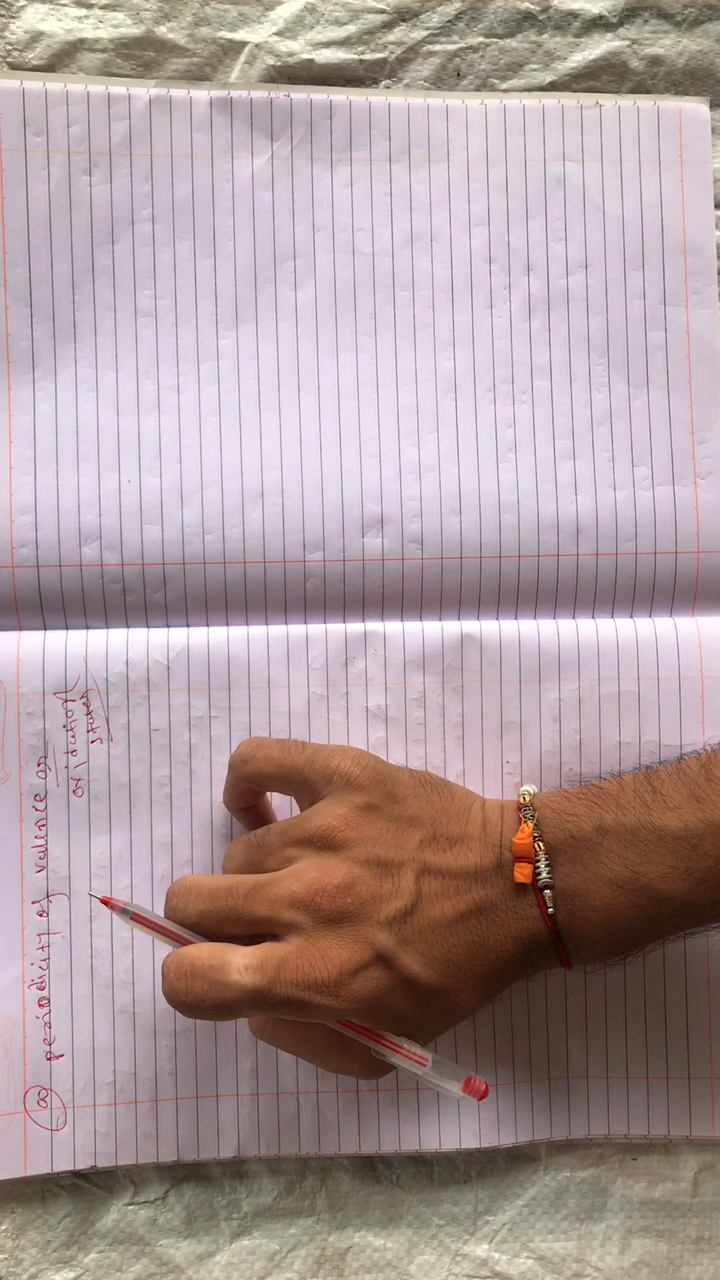 (a) periodicity of valence or
oxidation
states